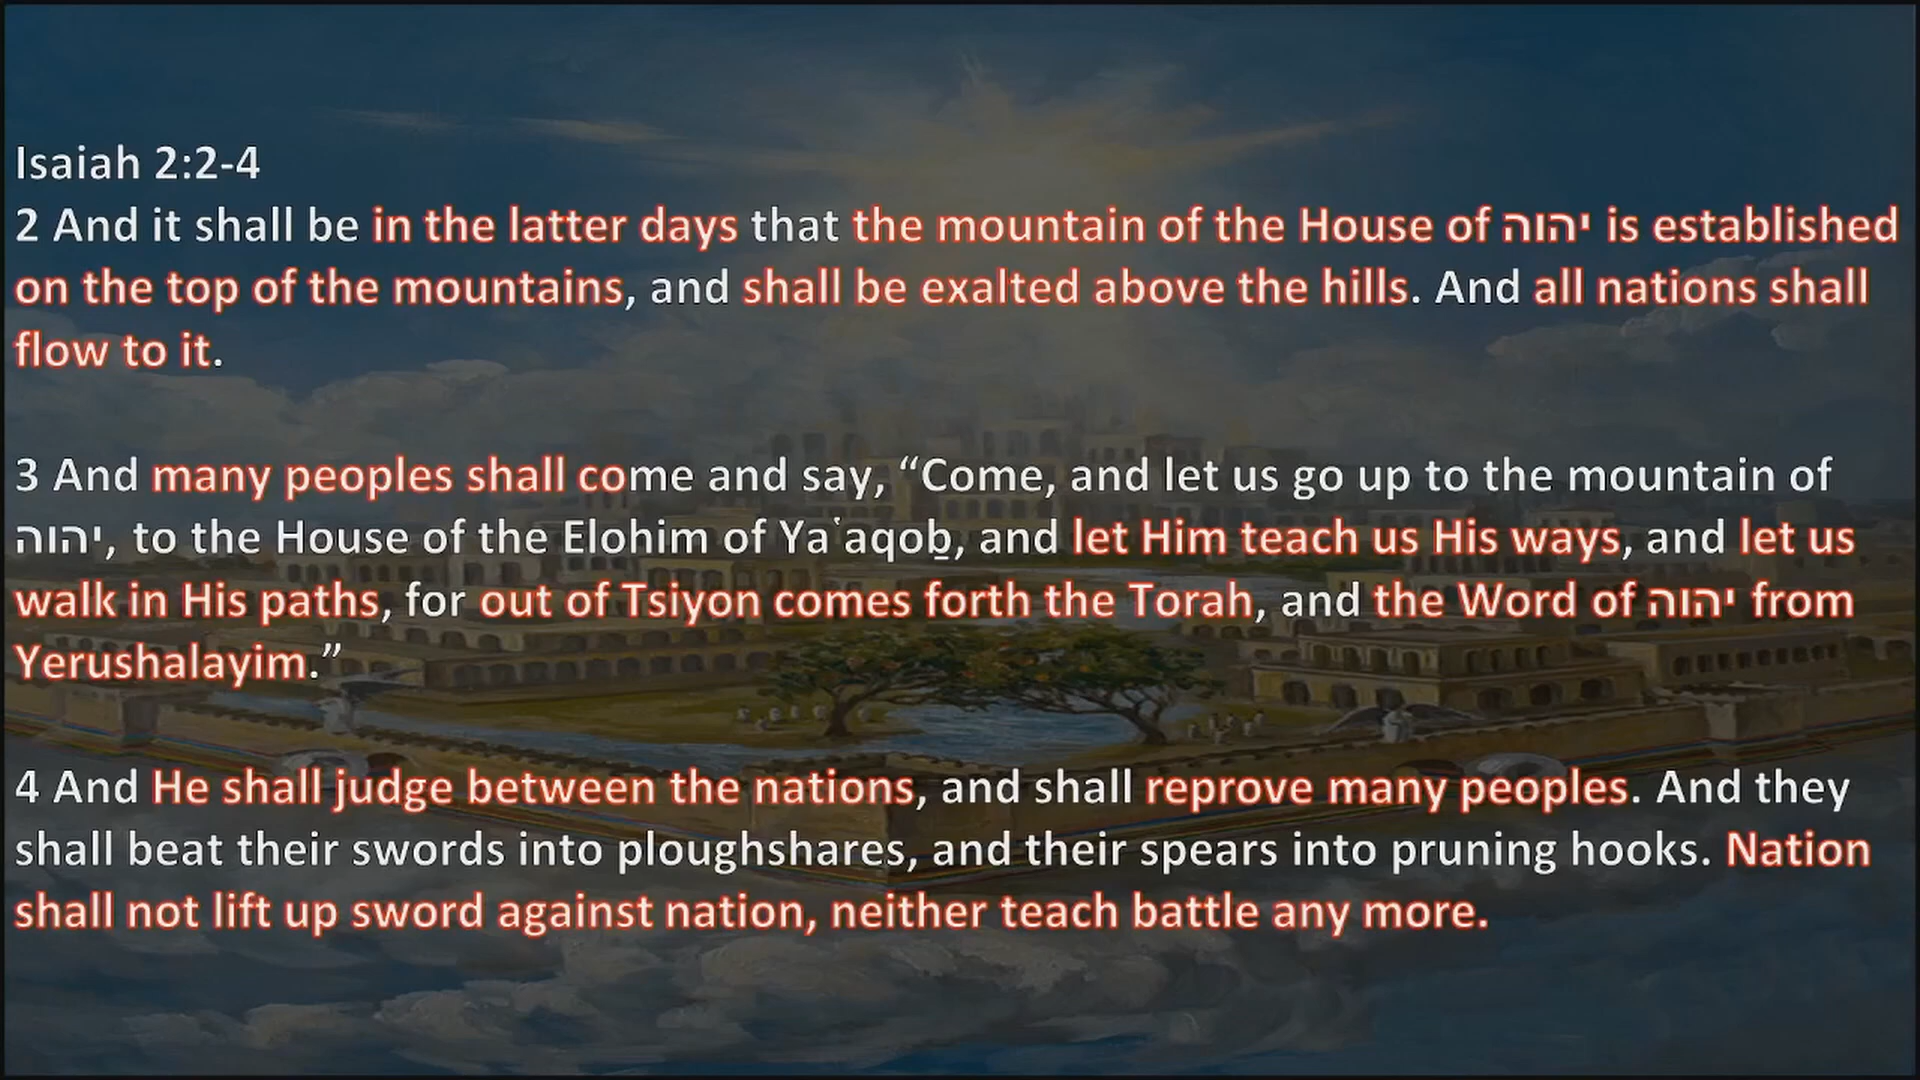 Isaiah 2:2-4
2 And it shall be in the latter days that the mountain of the House of יהוה is established
on the top of the mountains, and shall be exalted above the hills. And all nations shall
flow to it.
3 And many peoples shall come and say, “Come, and let us go up to the mountain of
יהוה, to the House of the Elohim of Yaʽaqoḇ, and let Him teach us His ways, and let us
walk in His paths, for out of Tsiyon comes forth the Torah, and the Word of יהוה from
Yerushalayim.”
4 And He shall judge between the nations, and shall reprove many peoples. And they
shall beat their swords into ploughshares, and their spears into pruning hooks. Nation
shall not lift up sword against nation, neither teach battle any more.